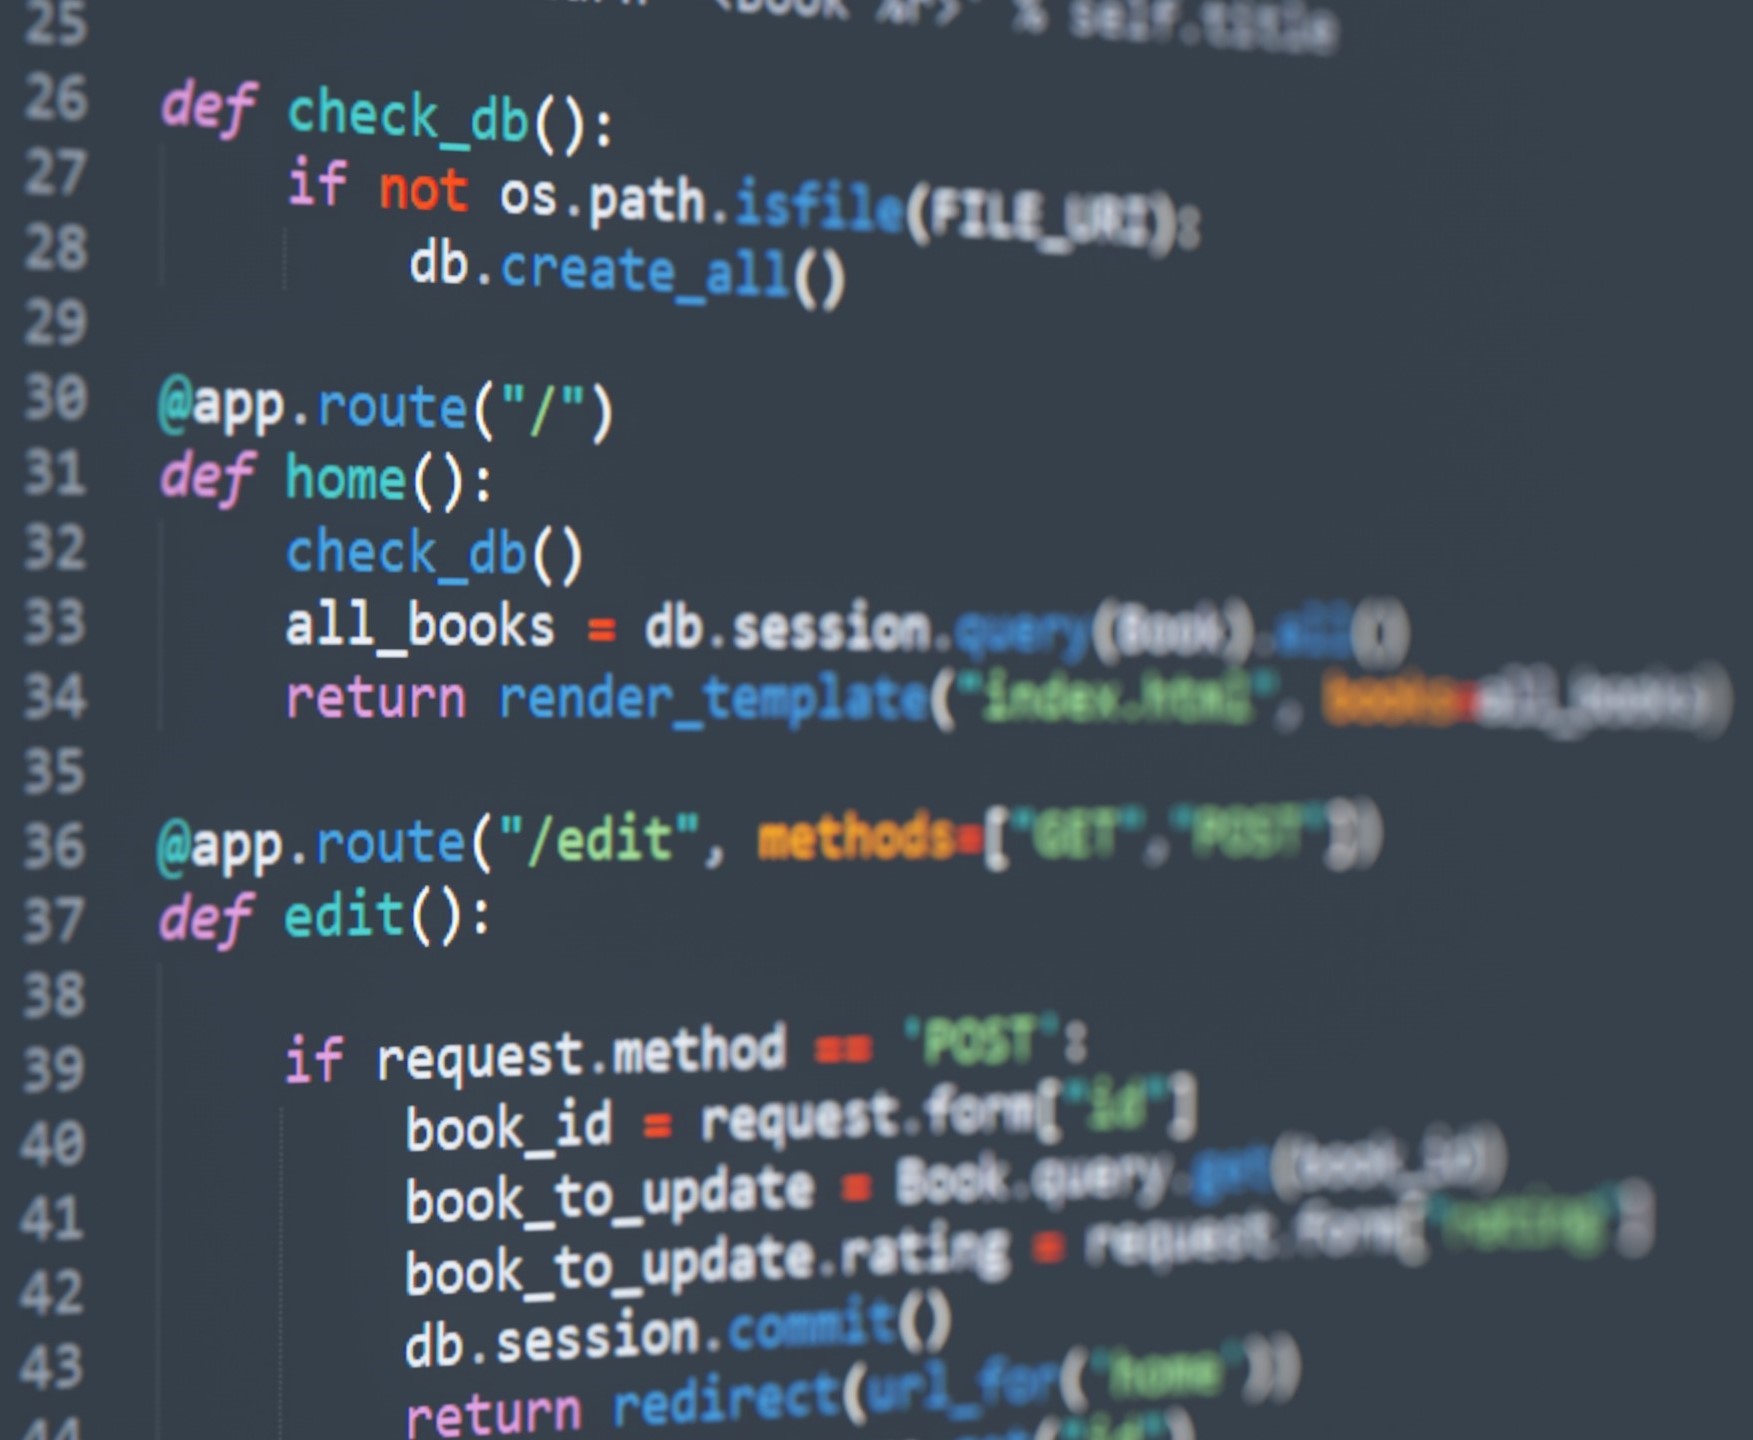 25 '<Book %r>' % self.title
26 def check_db():
27 if not os.path.isfile(FILE_URI):
28 db.create_all()
29
30 @app.route("/")
31 def home():
32 check_db()
33 all_books = db.session.query(Book).all()
34 return render_template("index.html", books=all_books)
35
36 @app.route("/edit", methods=["GET","POST"])
37 def edit():
38
39 if request.method == 'POST':
40 book_id = request.form["id"]
41 book_to_update = Book.query.get(book_id)
42 book_to_update.rating = request.form["rating"]
43 db.session.commit()
44 return redirect(url_for('home'))
("id")